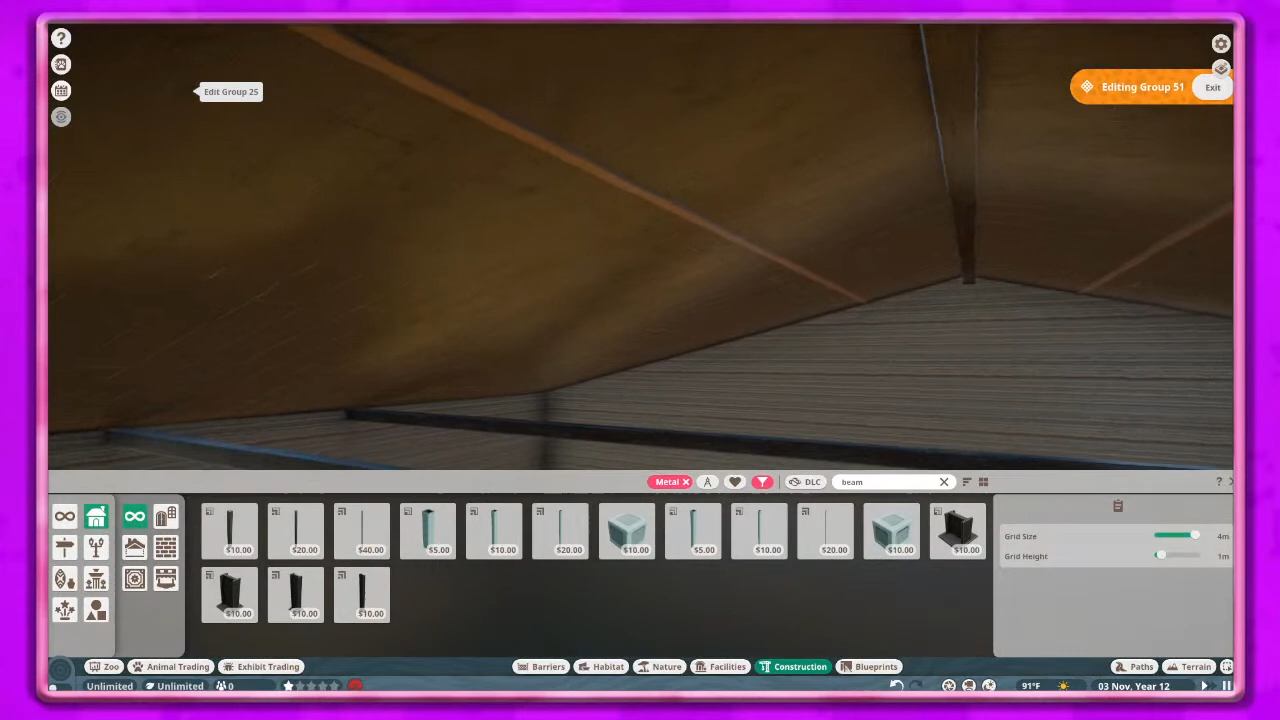 Edit Group 25
Editing Group 51
Exit
Metal
DLC
beam
?
$10.00
$20.00
$40.00
$5.00
$10.00
$20.00
$10.00
$5.00
$10.00
$20.00
$10.00
$10.00
$10.00
$10.00
$10.00
Grid Size
4m
Grid Height
1m
Zoo
Animal Trading
Exhibit Trading
Barriers
Habitat
Nature
Facilities
Construction
Blueprints
Paths
Terrain
Unlimited
Unlimited
0
91°F
03 Nov, Year 12